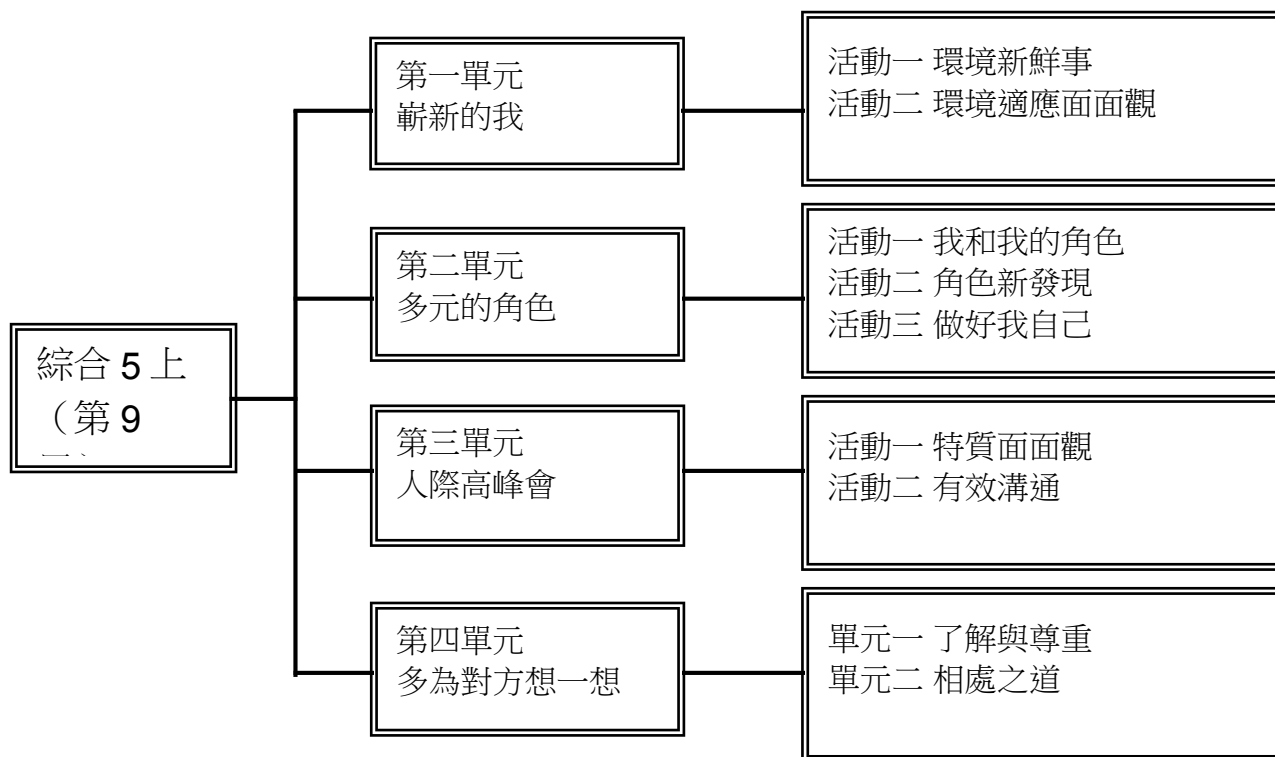 綜合 5 上
（第 9
第一單元
嶄新的我
活動一 環境新鮮事
活動二 環境適應面面觀
第二單元
多元的角色
活動一 我和我的角色
活動二 角色新發現
活動三 做好我自己
第三單元
人際高峰會
活動一 特質面面觀
活動二 有效溝通
第四單元
多為對方想一想
單元一 了解與尊重
單元二 相處之道